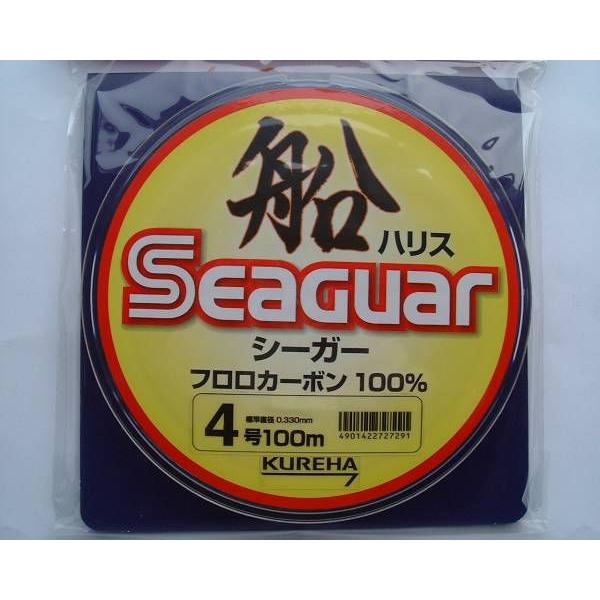 船
ハリス
Seaguar
シーガー
フロロカーボン 100%
標準直径 0.330mm
4号100m
4901422727291
KUREHA